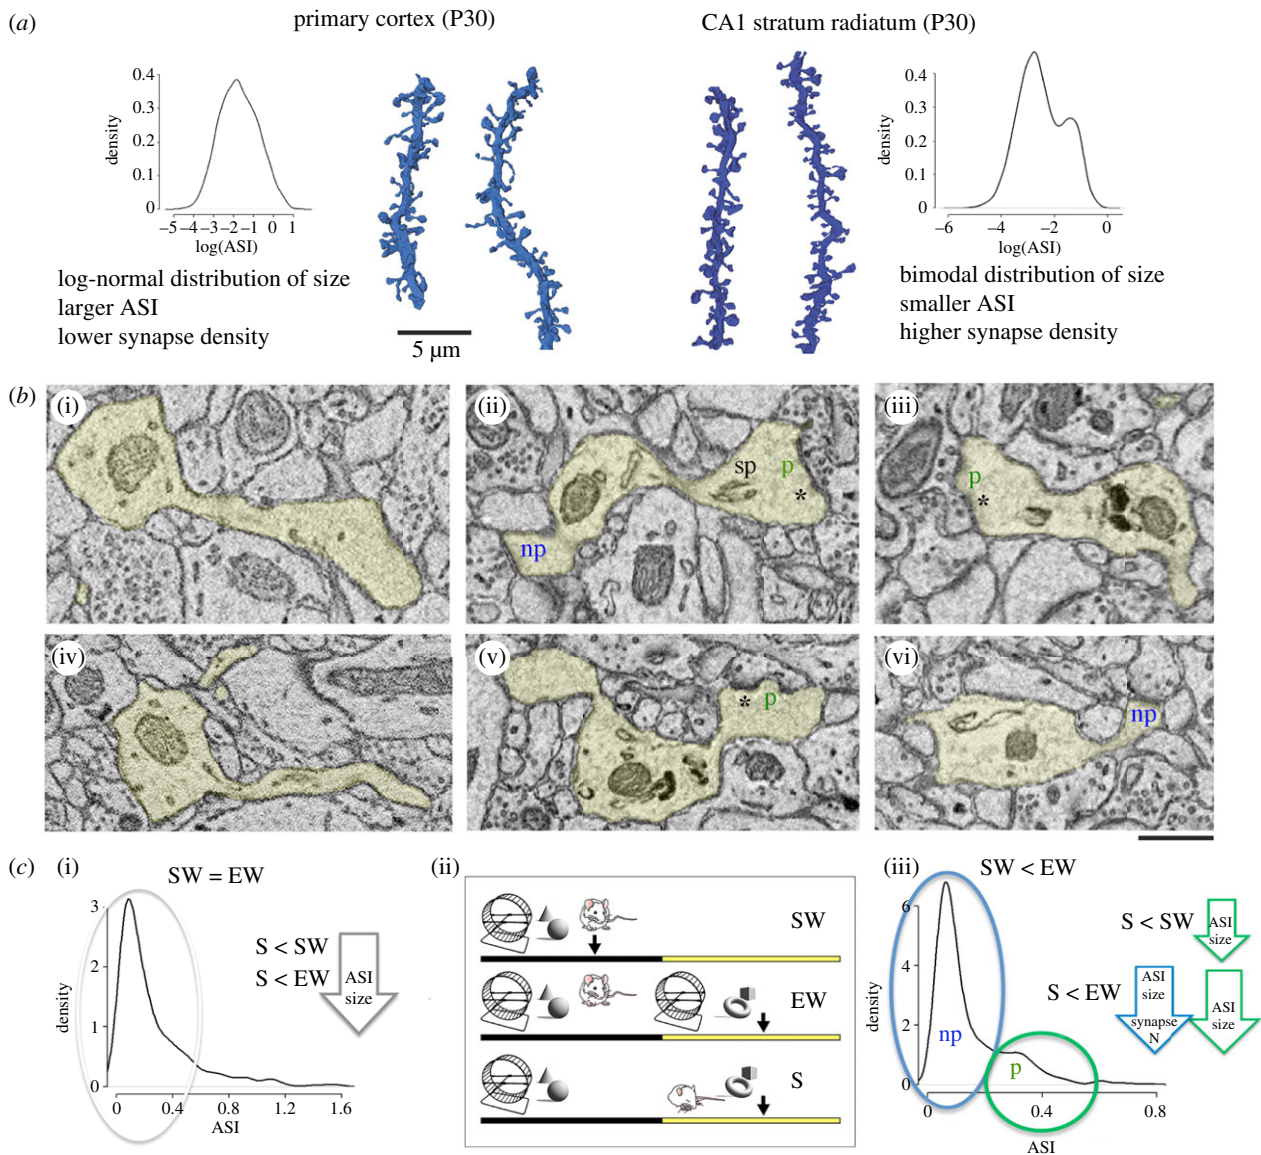 (a)
primary cortex (P30)
CA1 stratum radiatum (P30)
0.4
0.3
0.2
0.1
0
density
−5 −4 −3 −2 −1 0 1
log(ASI)
log-normal distribution of size
larger ASI
lower synapse density
5 µm
0.4
0.3
0.2
0.1
0
density
−6 −4 −2 0
log(ASI)
bimodal distribution of size
smaller ASI
higher synapse density
(b)
(i)
(ii)
sp
p
*
np
(iii)
p
*
(iv)
(v)
*
p
(vi)
np
(c)
(i)
SW = EW
3
2
1
0
density
0 0.4 0.8 1.2 1.6
ASI
S < SW
S < EW
ASI
size
(ii)
SW
EW
S
(iii)
SW < EW
6
4
2
0
density
np
p
0 0.4 0.8
ASI
S < SW
ASI
size
S < EW
ASI
size
synapse
N
ASI
size